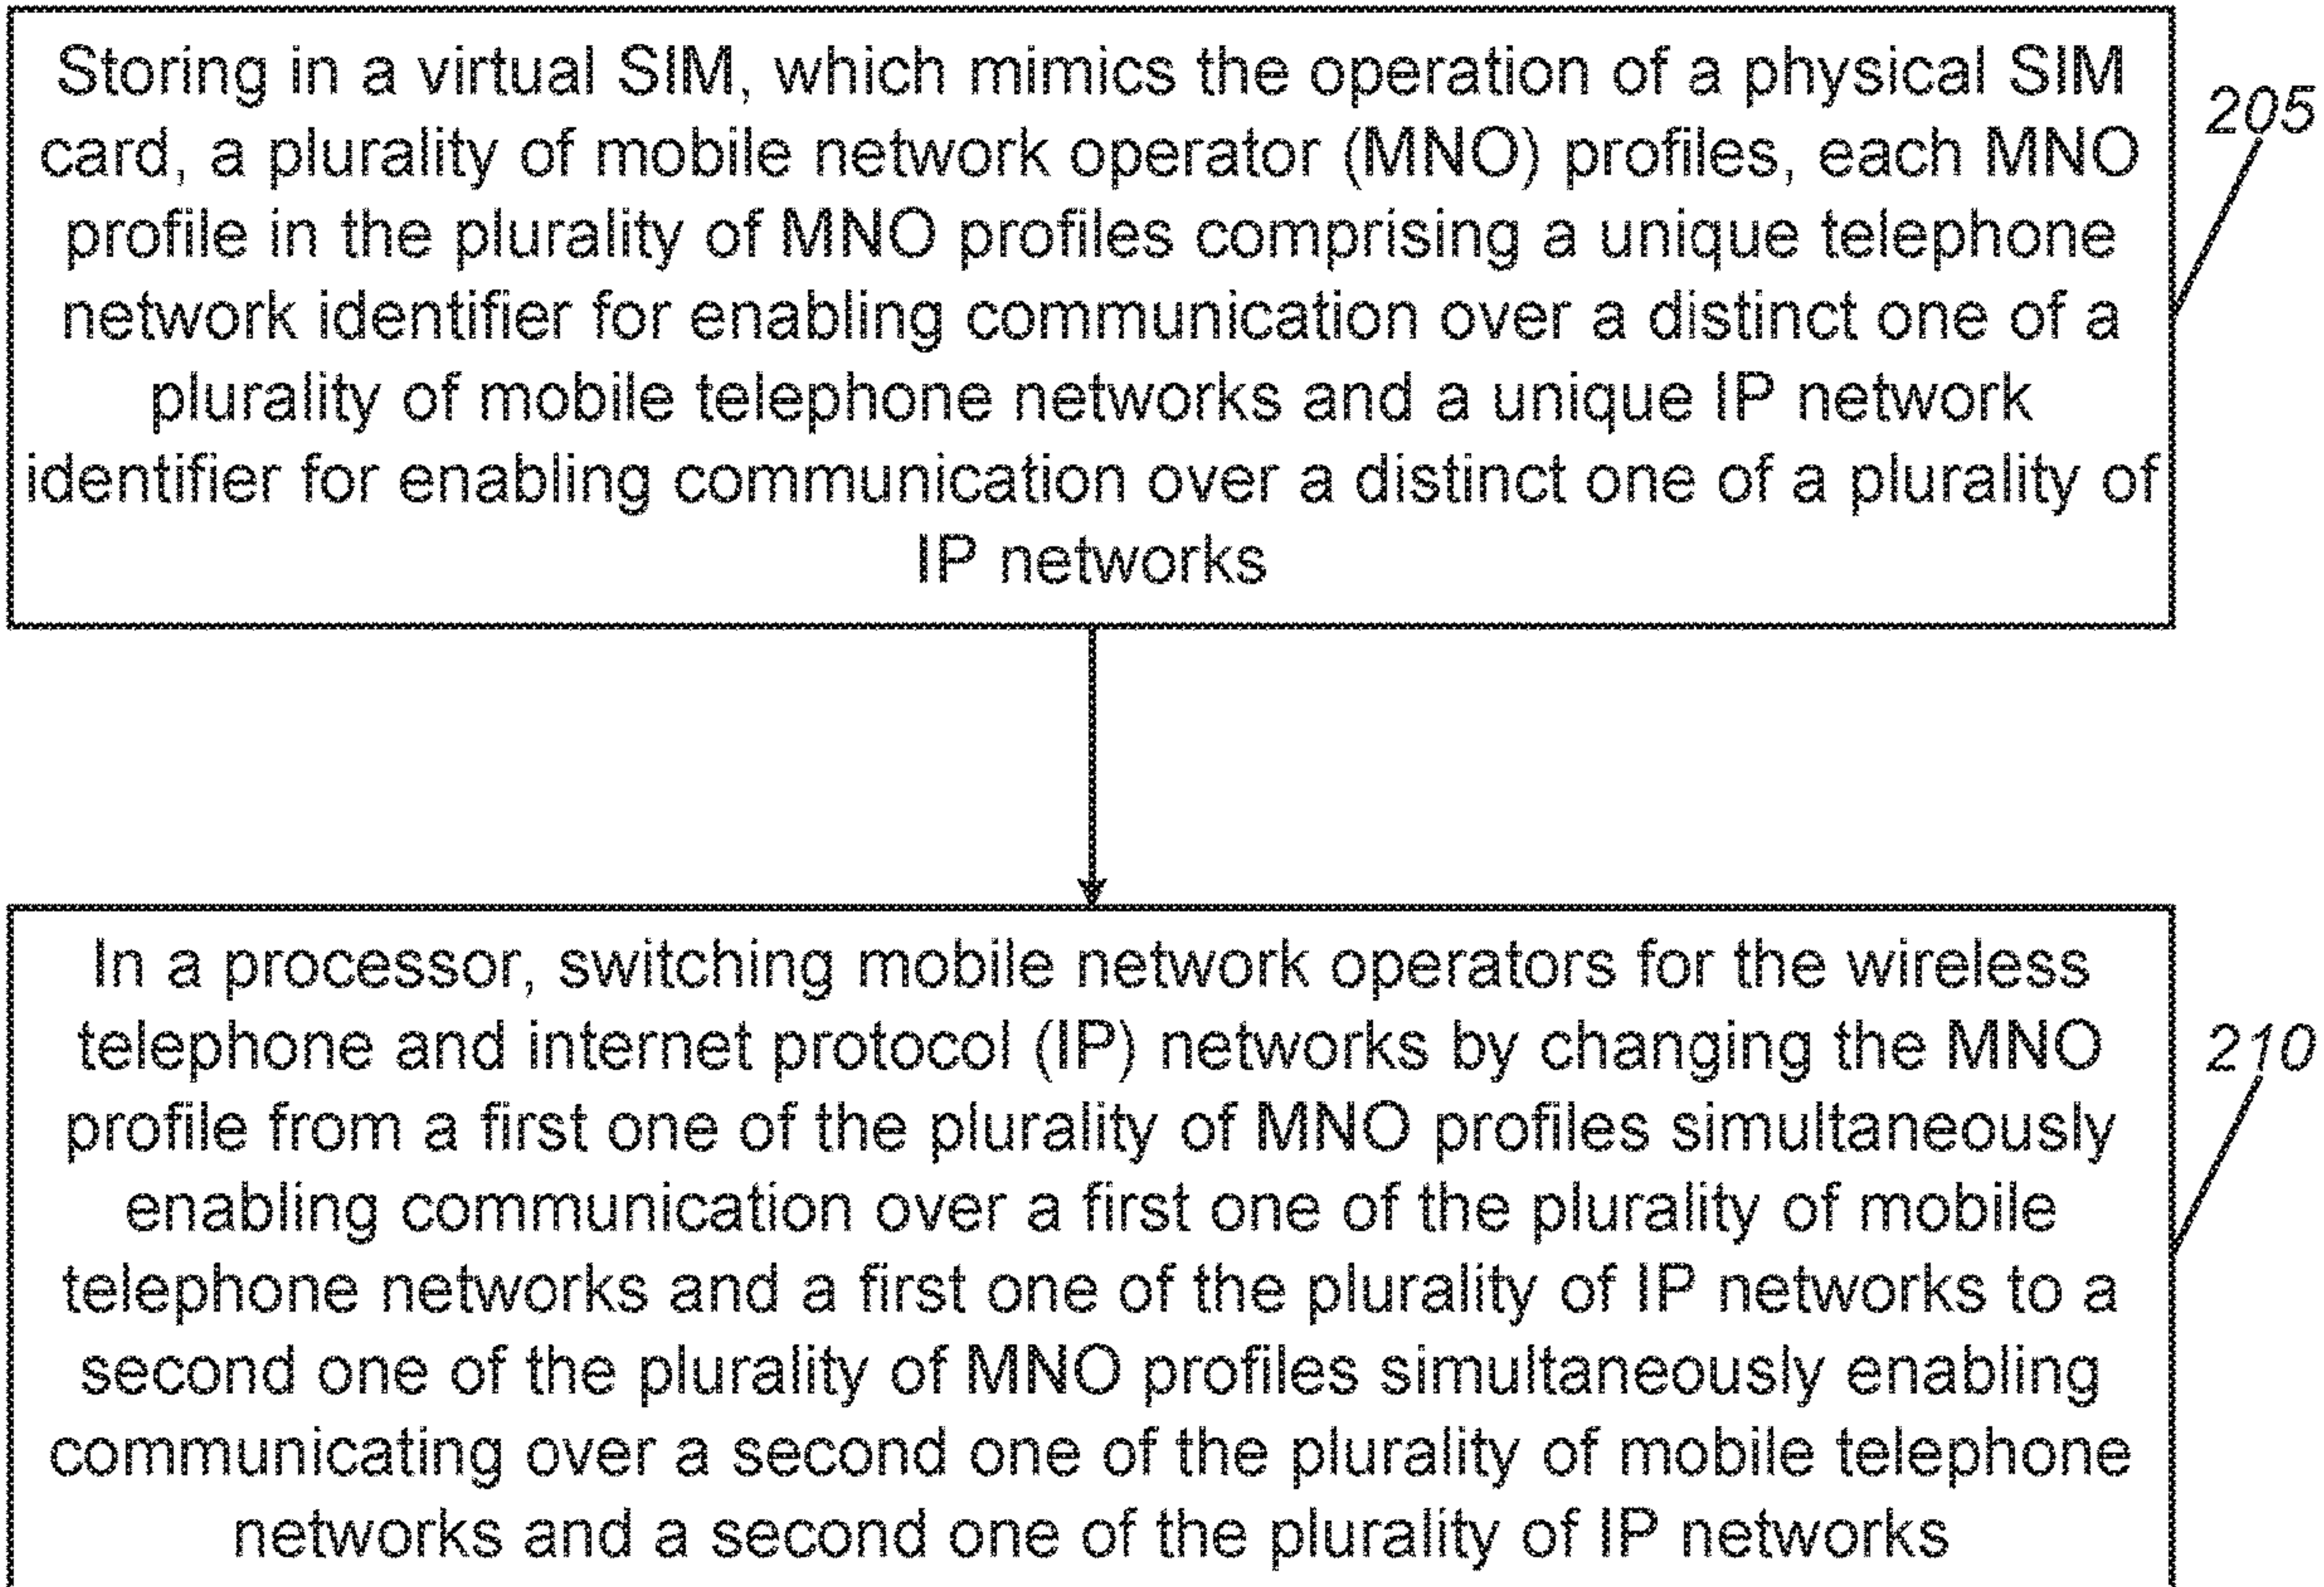 Storing in a virtual SIM, which mimics the operation of a physical SIM
card, a plurality of mobile network operator (MNO) profiles, each MNO
profile in the plurality of MNO profiles comprising a unique telephone
network identifier for enabling communication over a distinct one of a
plurality of mobile telephone networks and a unique IP network
identifier for enabling communication over a distinct one of a plurality of
IP networks
205
In a processor, switching mobile network operators for the wireless
telephone and internet protocol (IP) networks by changing the MNO
profile from a first one of the plurality of MNO profiles simultaneously
enabling communication over a first one of the plurality of mobile
telephone networks and a first one of the plurality of IP networks to a
second one of the plurality of MNO profiles simultaneously enabling
communicating over a second one of the plurality of mobile telephone
networks and a second one of the plurality of IP networks
210